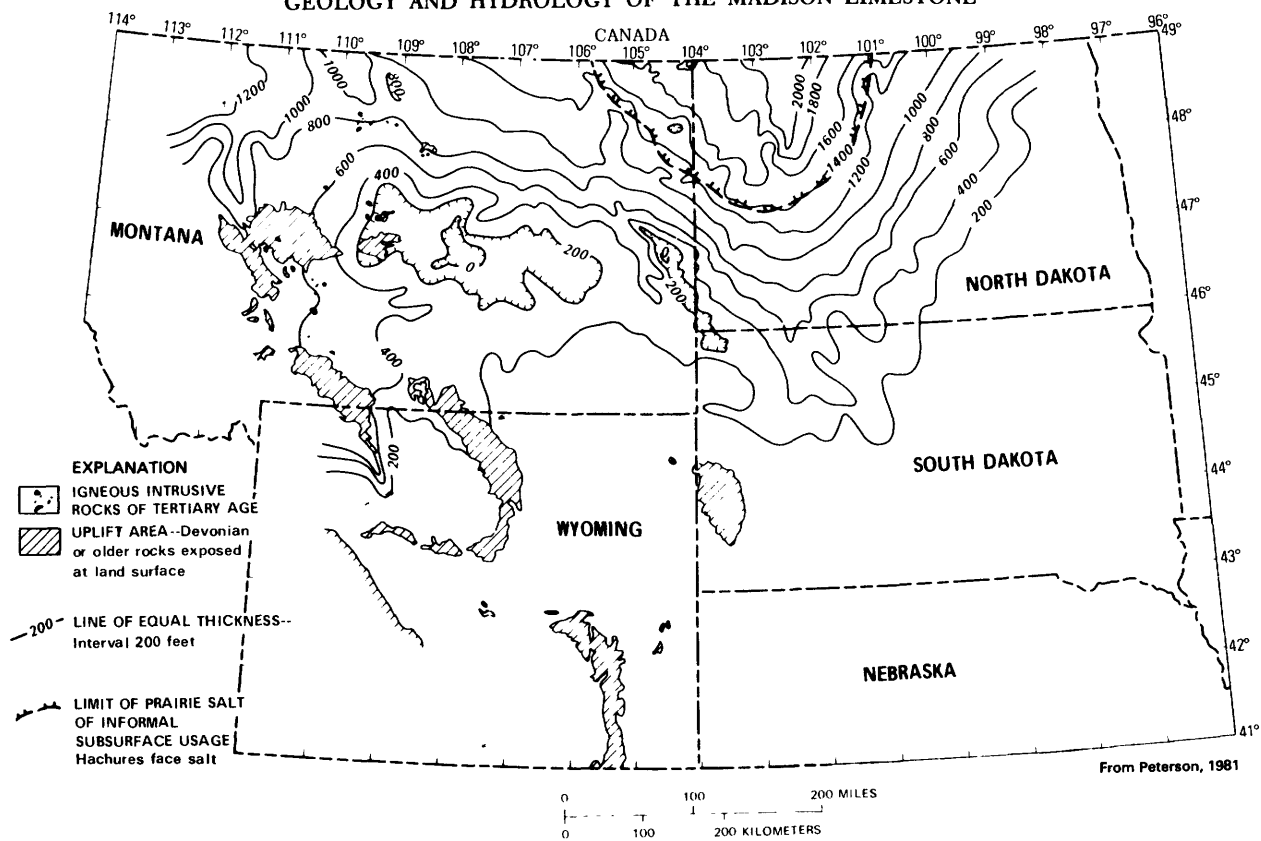 GEOLOGY AND HYDROLOGY OF THE MADISON LIMESTONE
114° 113° 112° 111° 110° 109° 108° 107° 106° 105° 104° 103° 102° 101° 100° 99° 98° 97° 96°
CANADA
49°
48°
47°
46°
45°
44°
43°
42°
41°
1200
1000
1000
800
800
600
400
200
0
200
400
200
2000
1800
1600
1400
1200
1000
800
600
400
200
MONTANA
NORTH DAKOTA
SOUTH DAKOTA
WYOMING
NEBRASKA
EXPLANATION
IGNEOUS INTRUSIVE
ROCKS OF TERTIARY AGE
UPLIFT AREA--Devonian
or older rocks exposed
at land surface
200
LINE OF EQUAL THICKNESS--
Interval 200 feet
LIMIT OF PRAIRIE SALT
OF INFORMAL
SUBSURFACE USAGE
Hachures face salt
From Peterson, 1981
0 100 200 MILES
0 100 200 KILOMETERS